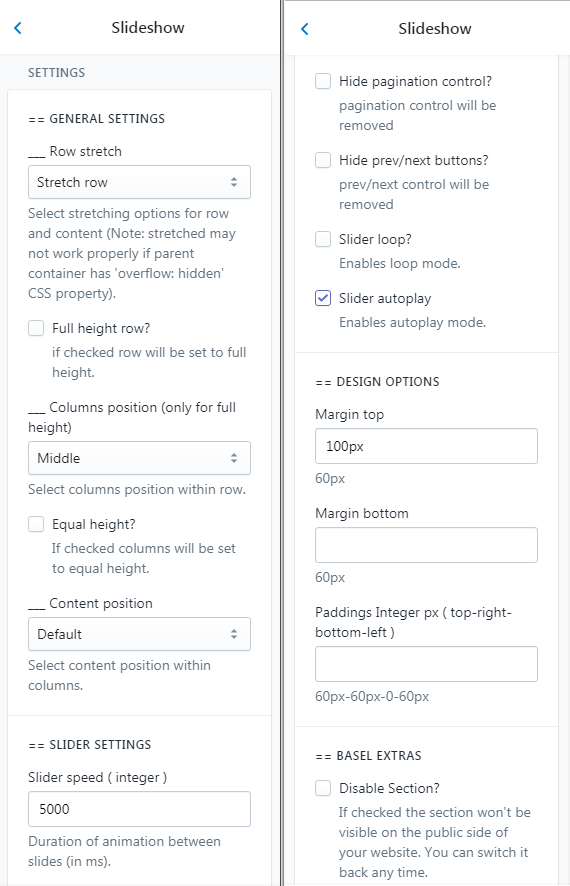 Slideshow
SETTINGS
== GENERAL SETTINGS
___ Row stretch
Stretch row
Select stretching options for row
and content (Note: stretched may
not work properly if parent
container has 'overflow: hidden'
CSS property).
Full height row?
if checked row will be set to full
height.
___ Columns position (only for full
height)
Middle
Select columns position within row.
Equal height?
If checked columns will be set
to equal height.
___ Content position
Default
Select content position within
columns.
== SLIDER SETTINGS
Slider speed ( integer )
5000
Duration of animation between
slides (in ms).
Slideshow
Hide pagination control?
pagination control will be
removed
Hide prev/next buttons?
prev/next control will be
removed
Slider loop?
Enables loop mode.
Slider autoplay
Enables autoplay mode.
== DESIGN OPTIONS
Margin top
100px
60px
Margin bottom
60px
Paddings Integer px ( top-right-
bottom-left )
60px-60px-0-60px
== BASEL EXTRAS
Disable Section?
If checked the section won't be
visible on the public side of
your website. You can switch it
back any time.